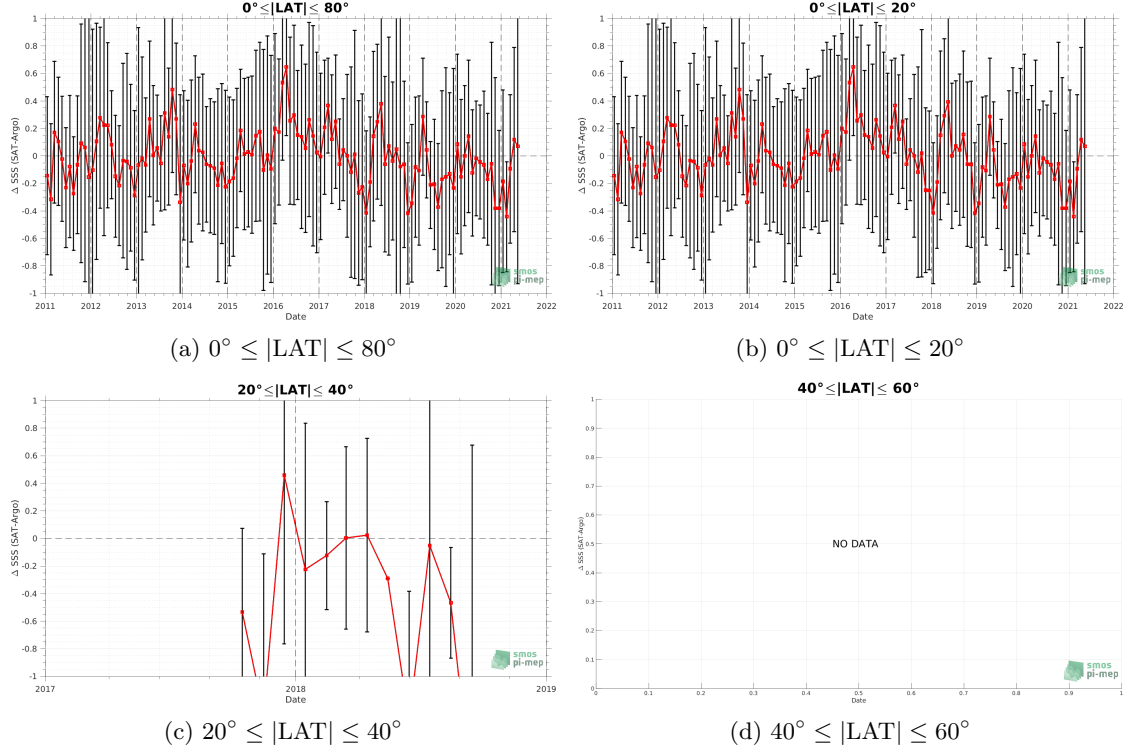 0°≤|LAT|≤ 80°
1
0.8
0.6
0.4
0.2
0
-0.2
-0.4
-0.6
-0.8
-1
Δ SSS (SAT-Argo)
2011 2012 2013 2014 2015 2016 2017 2018 2019 2020 2021 2022
Date
smos
pi-mep
(a) 0° ≤ |LAT| ≤ 80°
0°≤|LAT|≤ 20°
1
0.8
0.6
0.4
0.2
0
-0.2
-0.4
-0.6
-0.8
-1
Δ SSS (SAT-Argo)
2011 2012 2013 2014 2015 2016 2017 2018 2019 2020 2021 2022
Date
smos
pi-mep
(b) 0° ≤ |LAT| ≤ 20°
20°≤|LAT|≤ 40°
1
0.8
0.6
0.4
0.2
0
-0.2
-0.4
-0.6
-0.8
-1
Δ SSS (SAT-Argo)
2017 2018 2019
Date
smos
pi-mep
(c) 20° ≤ |LAT| ≤ 40°
40°≤|LAT|≤ 60°
1
0.9
0.8
0.7
0.6
0.5
0.4
0.3
0.2
0.1
0
Δ SSS (SAT-Argo)
NO DATA
0 0.1 0.2 0.3 0.4 0.5 0.6 0.7 0.8 0.9 1
Date
smos
pi-mep
(d) 40° ≤ |LAT| ≤ 60°